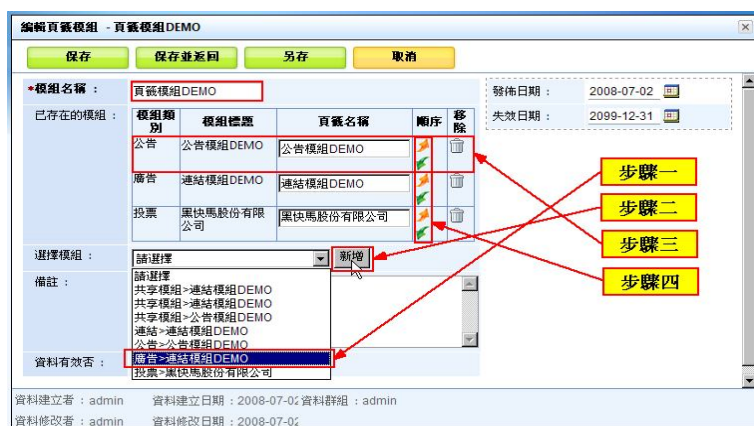 編輯頁籤模組 - 頁籤模組DEMO
保存 保存並返回 另存 取消
*模組名稱： 頁籤模組DEMO 發佈日期： 2008-07-02
已存在的模組： 模組類別 模組標題 頁籤名稱 順序 移除 失效日期： 2099-12-31
公告 公告模組DEMO 公告模組DEMO
步驟一
廣告 連結模組DEMO 連結模組DEMO
步驟二
投票 黑快馬股份有限公司 黑快馬股份有限公司
步驟三
選擇模組： 請選擇 新增
步驟四
備註： 請選擇
共享模組>連結模組DEMO
共享模組>連結模組DEMO
共享模組>公告模組DEMO
連結>連結模組DEMO
公告>公告模組DEMO
資料有效否： 廣告>連結模組DEMO
投票>黑快馬股份有限公司
資料建立者：admin 資料建立日期：2008-07-02 資料群組：admin
資料修改者：admin 資料修改日期：2008-07-02